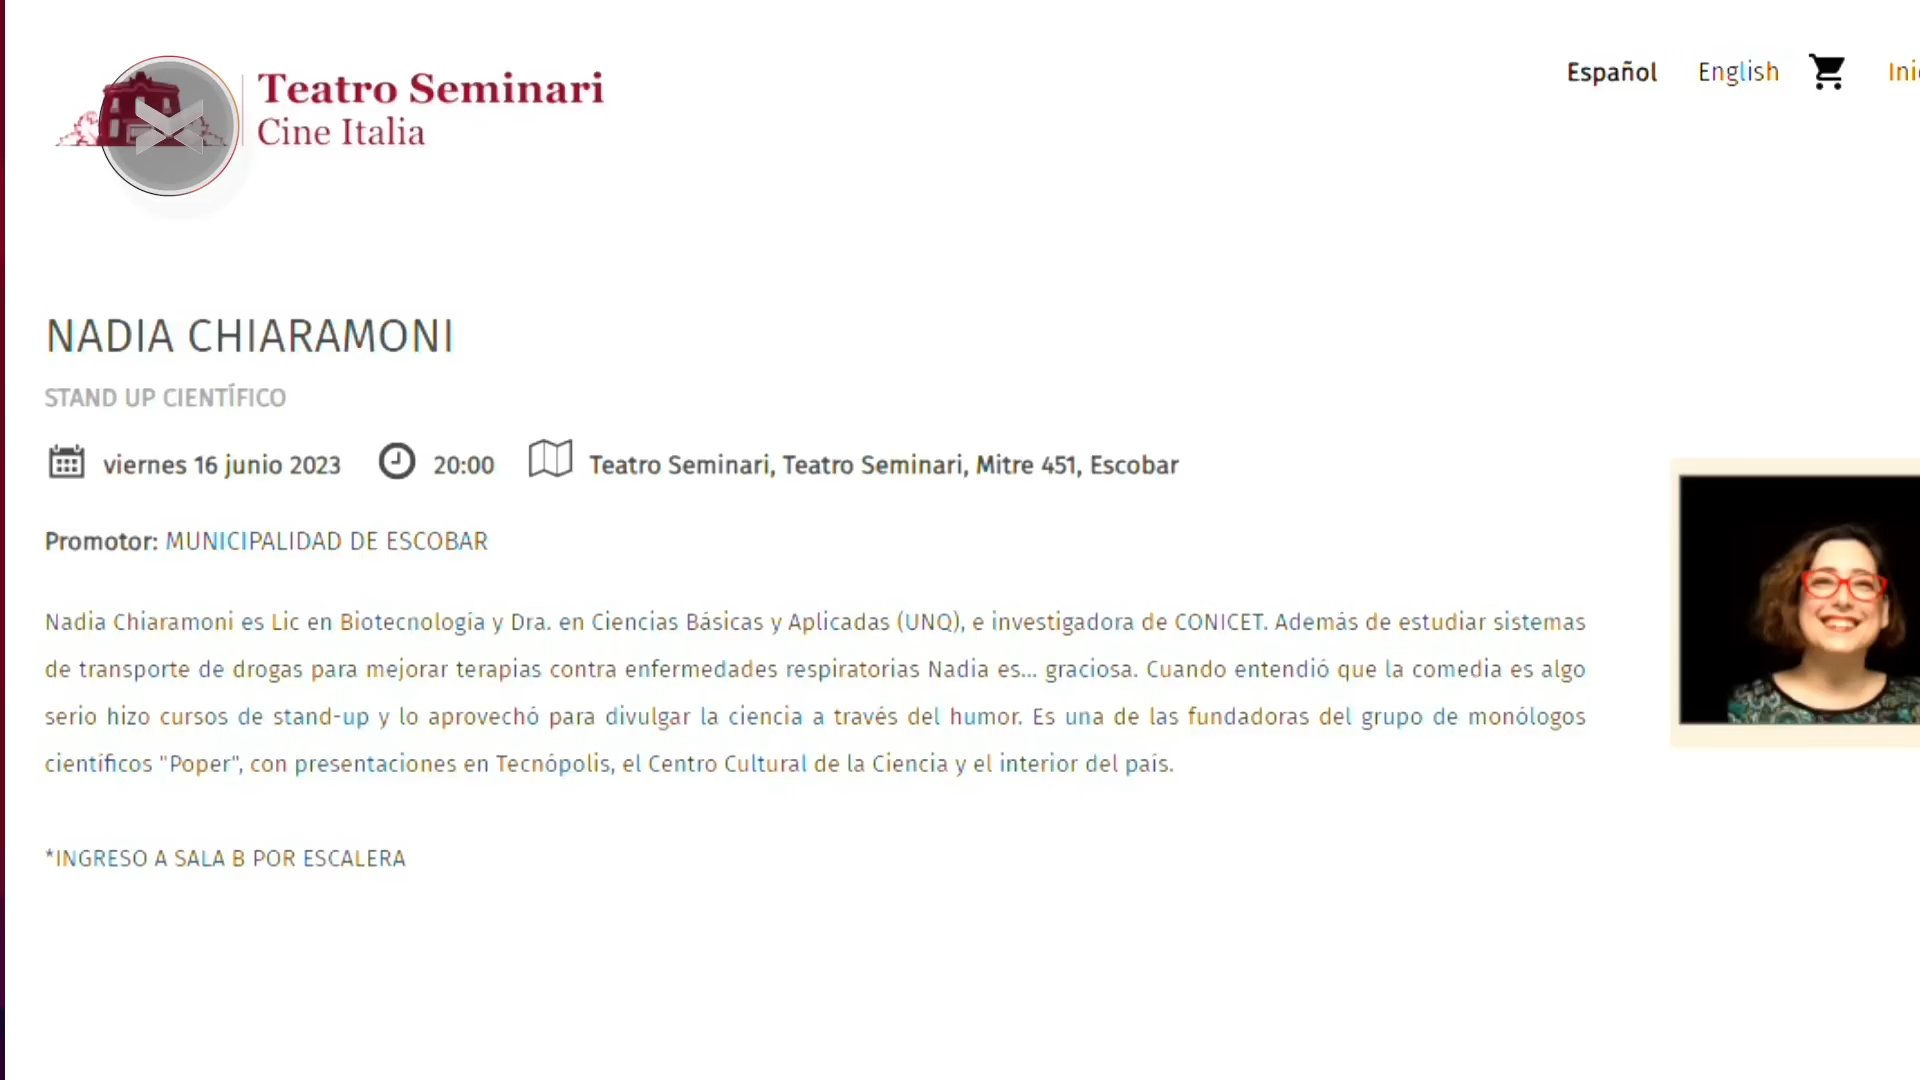 Teatro Seminari
Cine Italia
Español English
NADIA CHIARAMONI
STAND UP CIENTÍFICO
viernes 16 junio 2023 20:00 Teatro Seminari, Teatro Seminari, Mitre 451, Escobar
Promotor: MUNICIPALIDAD DE ESCOBAR
Nadia Chiaramoni es Lic en Biotecnología y Dra. en Ciencias Básicas y Aplicadas (UNQ), e investigadora de CONICET. Además de estudiar sistemas
de transporte de drogas para mejorar terapias contra enfermedades respiratorias Nadia es... graciosa. Cuando entendió que la comedia es algo
serio hizo cursos de stand-up y lo aprovechó para divulgar la ciencia a través del humor. Es una de las fundadoras del grupo de monólogos
científicos "Poper", con presentaciones en Tecnópolis, el Centro Cultural de la Ciencia y el interior del país.
*INGRESO A SALA B POR ESCALERA